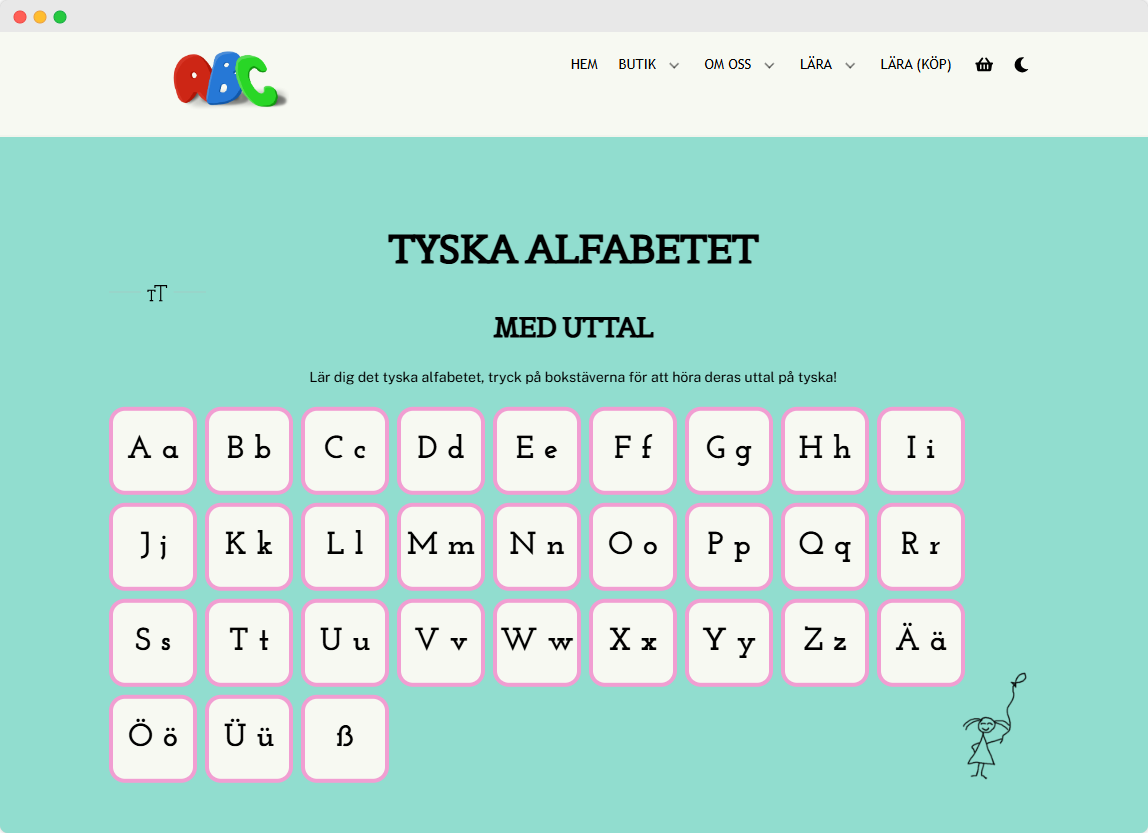 ABC
HEM BUTIK OM OSS LÄRA LÄRA (KÖP)
TYSKA ALFABETET
TT
MED UTTAL
Lär dig det tyska alfabetet, tryck på bokstäverna för att höra deras uttal på tyska!
A a B b C c D d E e F f G g H h I i
J j K k L l M m N n O o P p Q q R r
S s T t U u V v W w X x Y y Z z Ä ä
Ö ö Ü ü ß